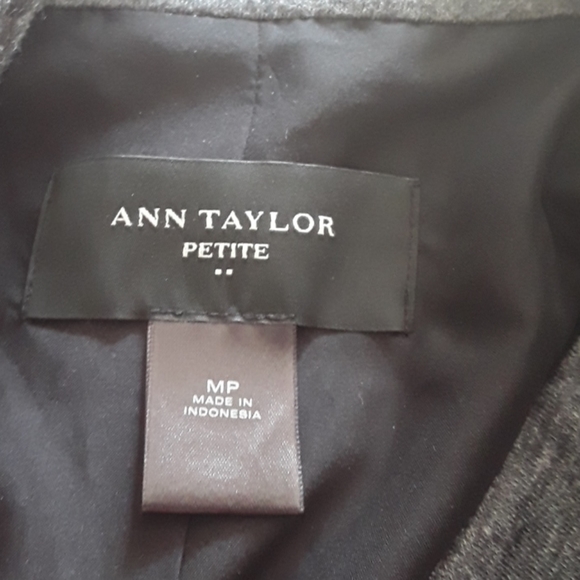 ANN TAYLOR
PETITE
MP
MADE IN
INDONESIA